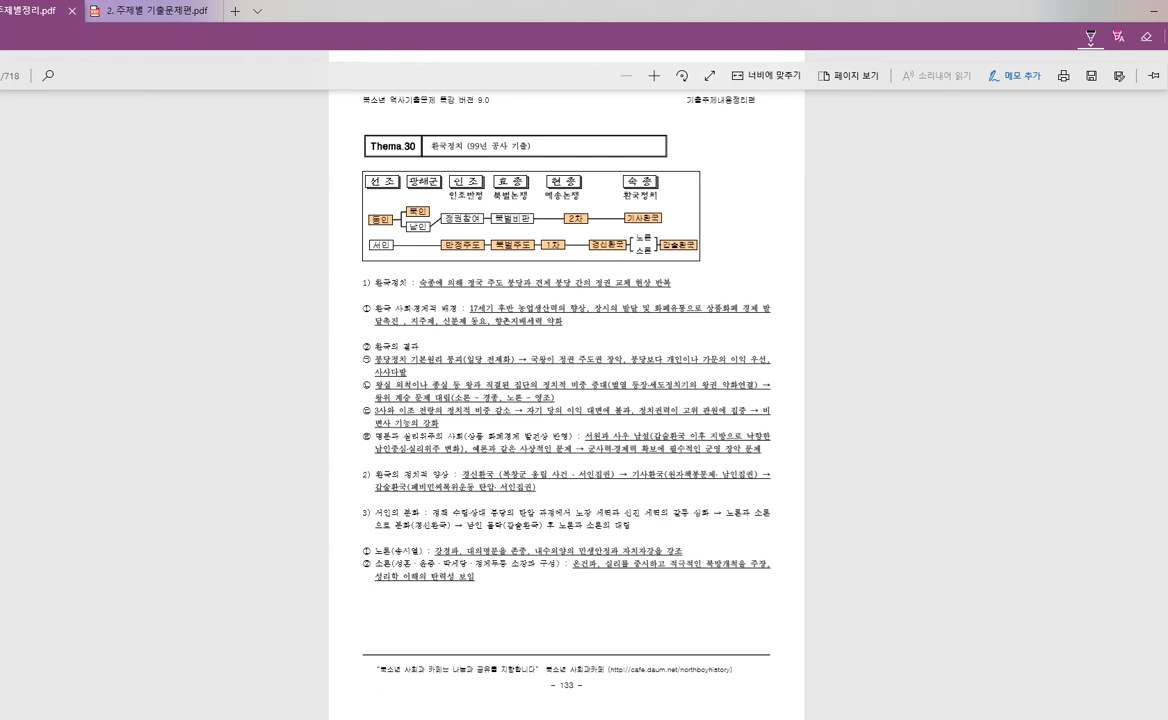 주제별정리.pdf
2. 주제별 기출문제편.pdf
/718
너비에 맞추기
페이지 보기
소리내어 읽기
메모 추가
북소년 역사기출문제 특강 버전 9.0
기출주제내용정리편
Thema.30 환국정치 (99년 공사 기출)
선 조 광해군 인 조 효 종 현 종 숙 종
인조반정 북벌논쟁 예송논쟁 환국정치
동인 북인 남인 정권참여 북벌비판 2차 기사환국
서인 반정주도 북벌주도 1차 경신환국 노론 소론 갑술환국
1) 환국정치 : 숙종에 의해 정국 주도 붕당과 견제 붕당 간의 정권 교체 현상 반복
① 환국 사회·경제적 배경 : 17세기 후반 농업생산력의 향상, 장시의 발달 및 화폐유통으로 상품화폐 경제 발
달촉진 , 지주제, 신분제 동요, 향촌지배세력 약화
② 환국의 결과
㉠ 붕당정치 기본원리 붕괴(일당 전제화) → 국왕이 정권 주도권 장악, 붕당보다 개인이나 가문의 이익 우선,
사사다발
㉡ 왕실 외척이나 종실 등 왕과 직결된 집단의 정치적 비중 증대(벌열 등장·세도정치기의 왕권 약화연결) →
왕위 계승 문제 대립(소론 - 경종, 노론 - 영조)
㉢ 3사와 이조 전랑의 정치적 비중 감소 → 자기 당의 이익 대변에 불과, 정치권력이 고위 관원에 집중 → 비
변사 기능의 강화
㉣ 명분과 실리위주의 사회(상품 화폐경제 발전상 반영) : 서원과 사우 남설(갑술환국 이후 지방으로 낙향한
남인중심·실리위주 변화), 예론과 같은 사상적인 문제 → 군사력·경제력 확보에 필수적인 군영 장악 문제
2) 환국의 정치적 양상 : 경신환국 (복창군 옹립 사건 · 서인집권) → 기사환국(원자책봉문제· 남인집권) →
갑술환국(폐비민씨복위운동 탄압· 서인집권)
3) 서인의 분화 : 정책 수립·상대 붕당의 탄압 과정에서 노장 세력과 신진 세력의 갈등 심화 → 노론과 소론
으로 분화(경신환국) → 남인 몰락(갑술환국) 후 노론과 소론의 대립
① 노론(송시열) : 강경파, 대의명분을 존중, 내수외양의 민생안정과 자치자강을 강조
② 소론(성혼·윤증·박세당·정제두등 소장파 구성) : 온건파, 실리를 중시하고 적극적인 북방개척을 주장,
성리학 이해의 탄력성 보임
"북소년 사회과 카페는 나눔과 공유를 지향합니다" 북소년 사회과카페 (http://cafe.daum.net/northboyhistory)
- 133 -